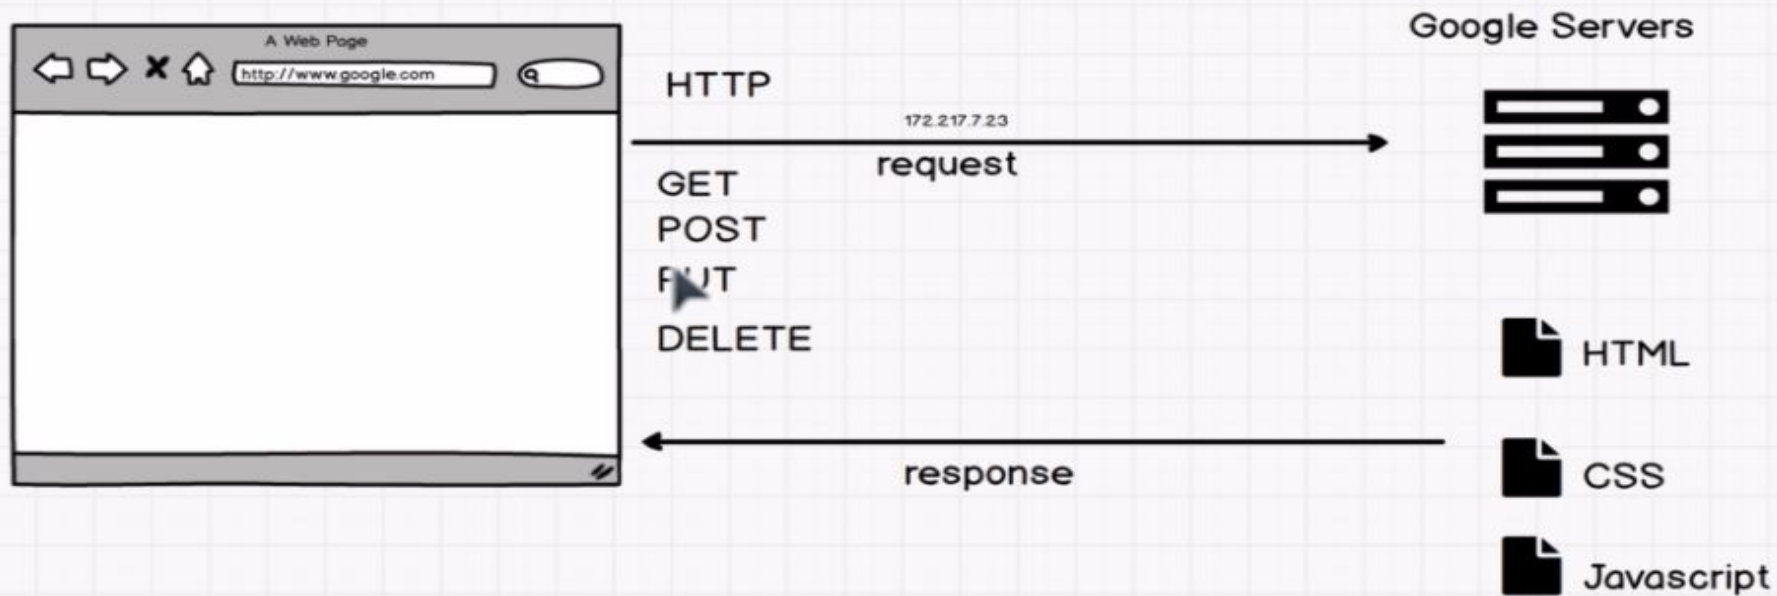 A Web Page
http://www.google.com
HTTP
172.217.7.23
request
GET
POST
PUT
DELETE
response
Google Servers
HTML
CSS
Javascript